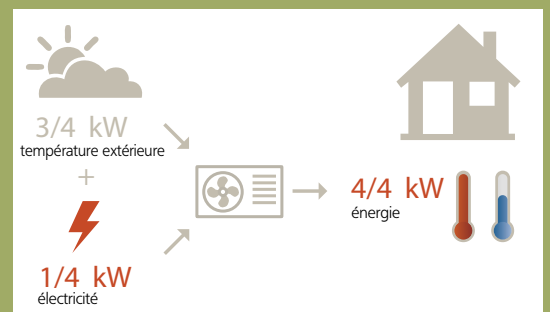 3/4 kW
température extérieure
+
1/4 kW
électricité
4/4 kW
énergie